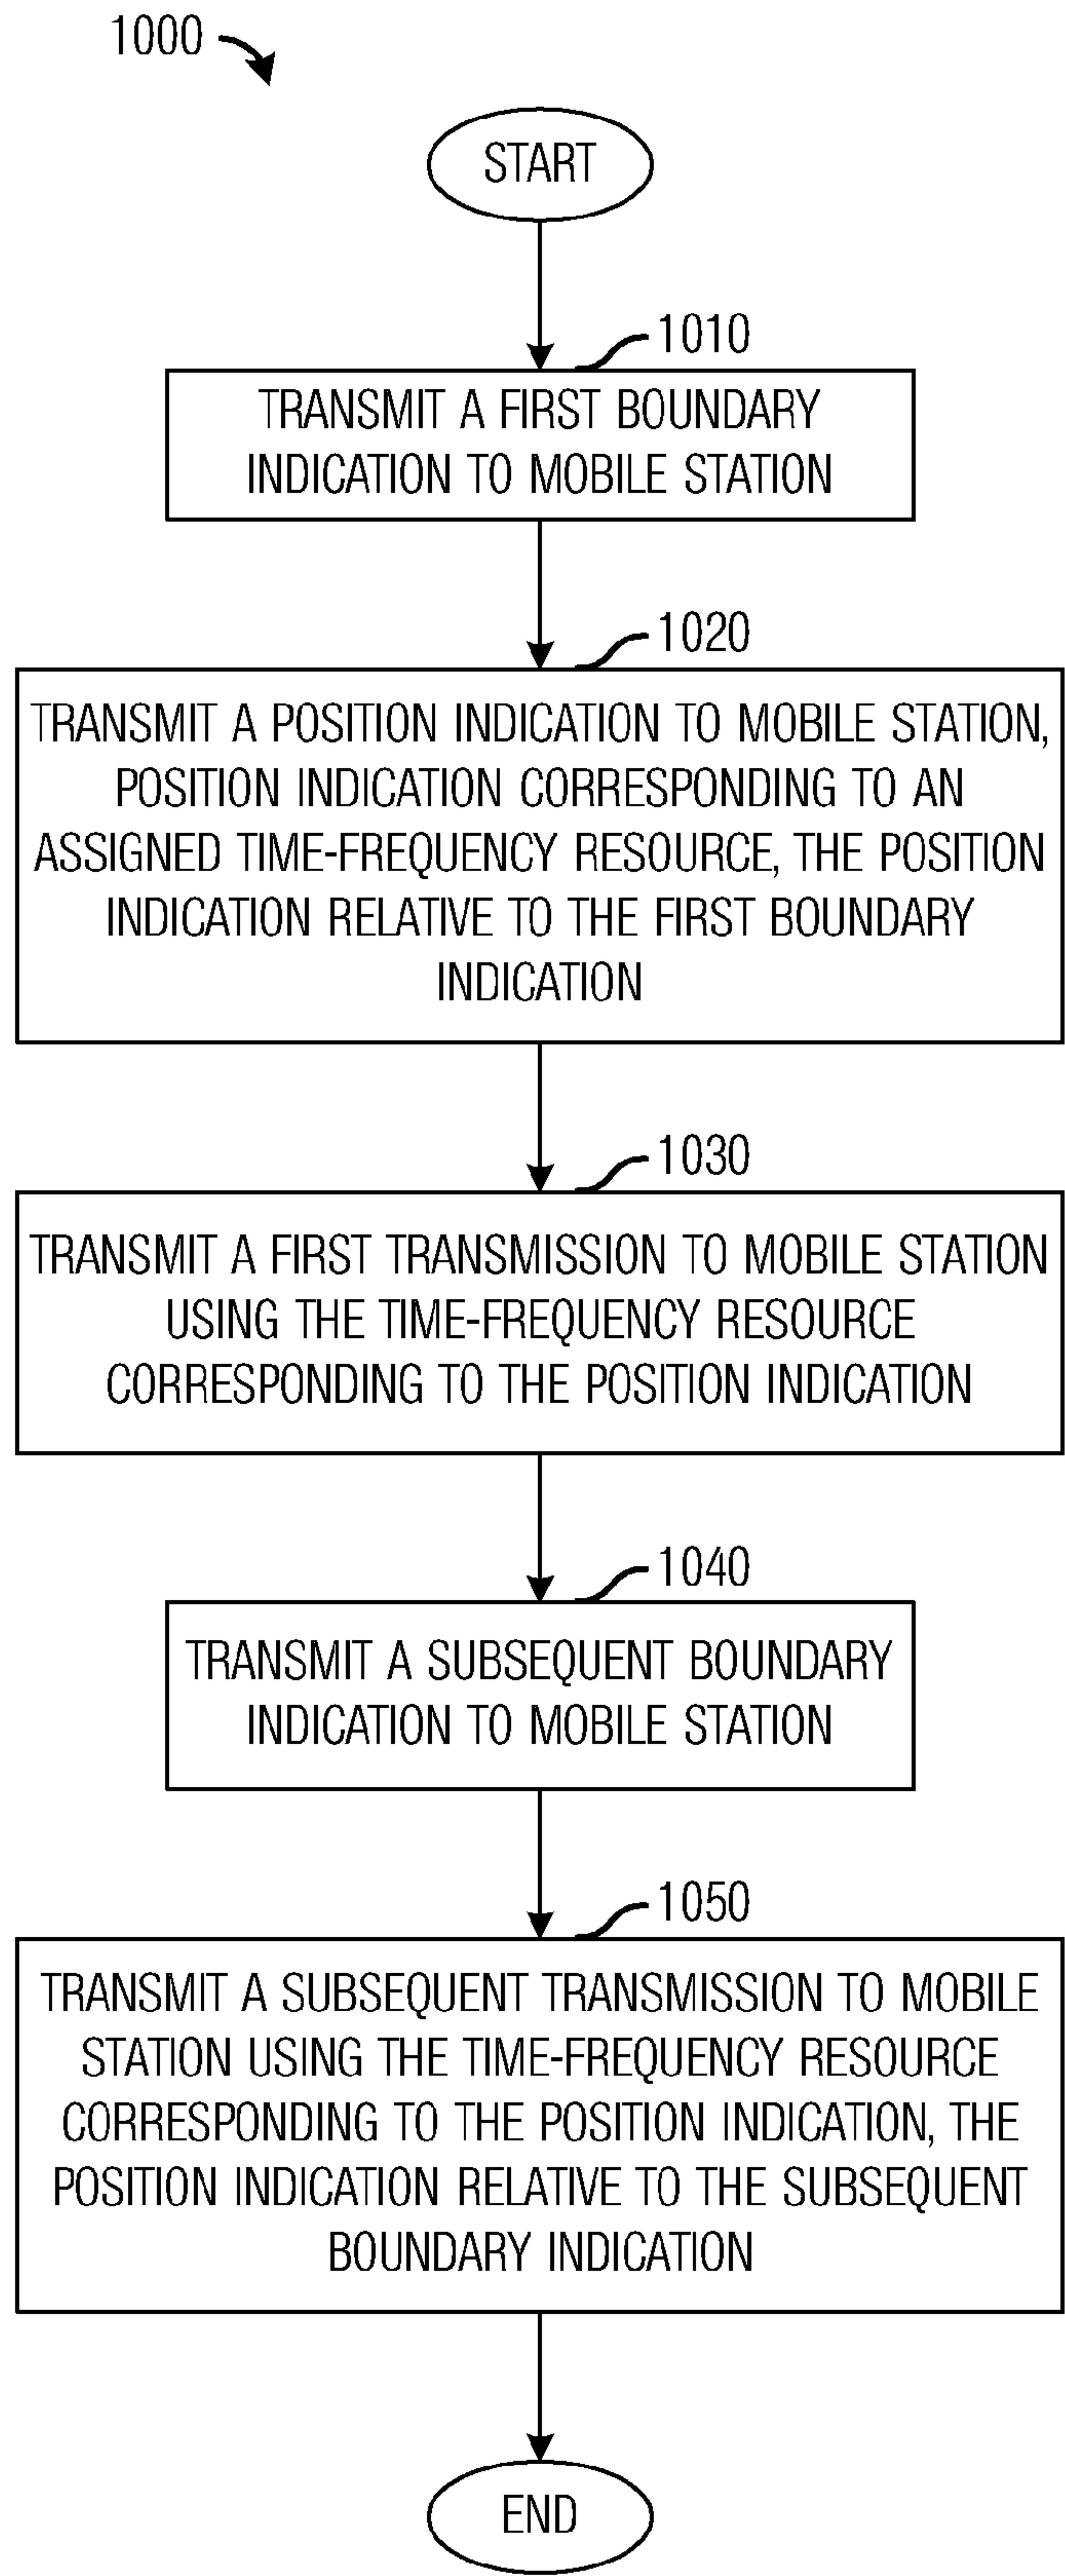 1000
START
1010
TRANSMIT A FIRST BOUNDARY
INDICATION TO MOBILE STATION
1020
TRANSMIT A POSITION INDICATION TO MOBILE STATION,
POSITION INDICATION CORRESPONDING TO AN
ASSIGNED TIME-FREQUENCY RESOURCE, THE POSITION
INDICATION RELATIVE TO THE FIRST BOUNDARY
INDICATION
1030
TRANSMIT A FIRST TRANSMISSION TO MOBILE STATION
USING THE TIME-FREQUENCY RESOURCE
CORRESPONDING TO THE POSITION INDICATION
1040
TRANSMIT A SUBSEQUENT BOUNDARY
INDICATION TO MOBILE STATION
1050
TRANSMIT A SUBSEQUENT TRANSMISSION TO MOBILE
STATION USING THE TIME-FREQUENCY RESOURCE
CORRESPONDING TO THE POSITION INDICATION, THE
POSITION INDICATION RELATIVE TO THE SUBSEQUENT
BOUNDARY INDICATION
END